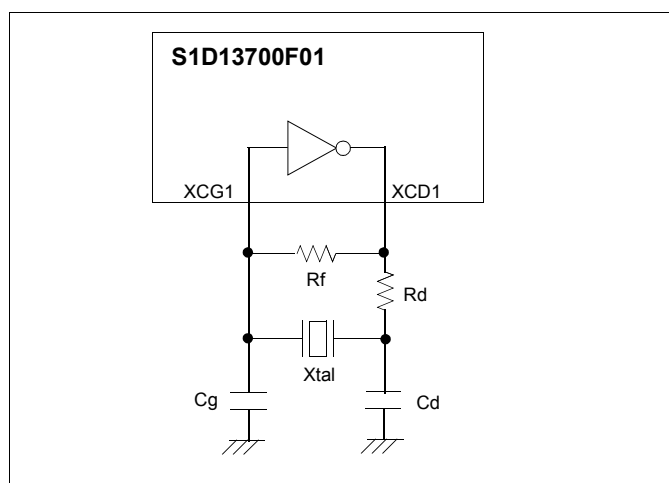 S1D13700F01
XCG1 XCD1
Rf
Rd
Xtal
Cg Cd